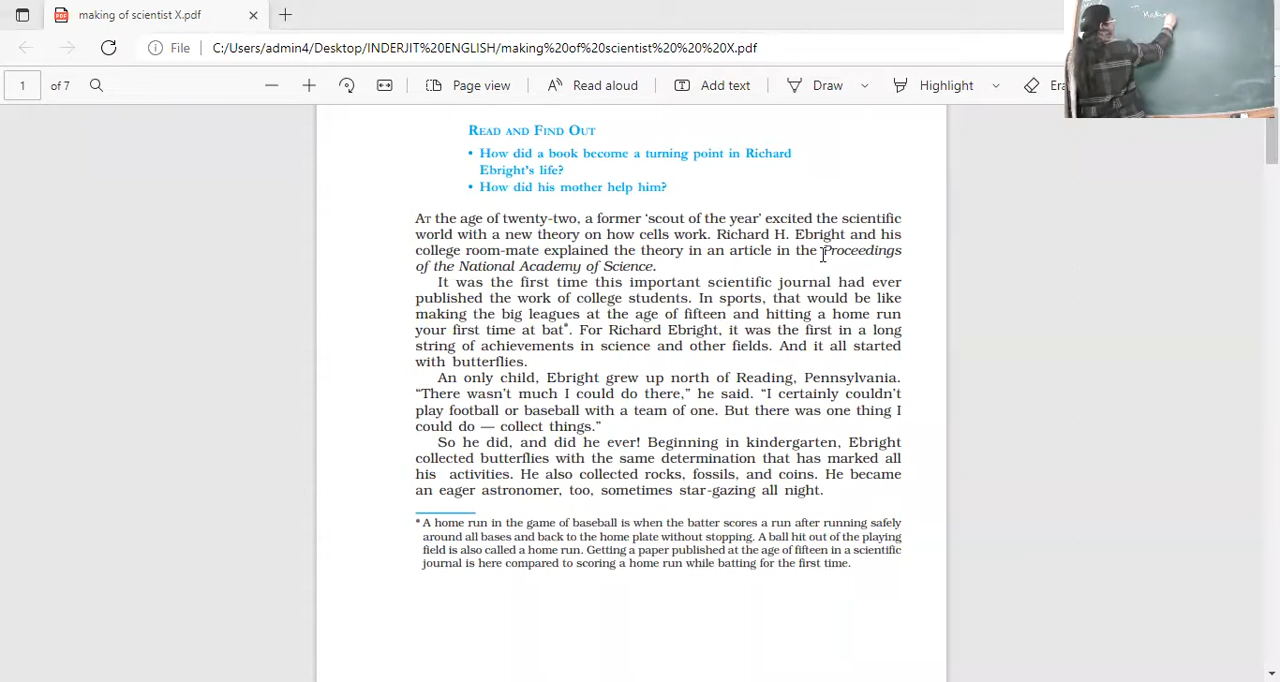 making of scientist X.pdf
File
C:/Users/admin4/Desktop/INDERJIT%20ENGLISH/making%20of%20scientist%20%20%20X.pdf
1 of 7
Page view
Read aloud
Add text
Draw
Highlight
READ AND FIND OUT
• How did a book become a turning point in Richard
Ebright's life?
• How did his mother help him?
AT the age of twenty-two, a former ‘scout of the year’ excited the scientific
world with a new theory on how cells work. Richard H. Ebright and his
college room-mate explained the theory in an article in the Proceedings
of the National Academy of Science.
It was the first time this important scientific journal had ever
published the work of college students. In sports, that would be like
making the big leagues at the age of fifteen and hitting a home run
your first time at bat*. For Richard Ebright, it was the first in a long
string of achievements in science and other fields. And it all started
with butterflies.
An only child, Ebright grew up north of Reading, Pennsylvania.
“There wasn't much I could do there,” he said. “I certainly couldn't
play football or baseball with a team of one. But there was one thing I
could do — collect things.”
So he did, and did he ever! Beginning in kindergarten, Ebright
collected butterflies with the same determination that has marked all
his activities. He also collected rocks, fossils, and coins. He became
an eager astronomer, too, sometimes star-gazing all night.
* A home run in the game of baseball is when the batter scores a run after running safely
around all bases and back to the home plate without stopping. A ball hit out of the playing
field is also called a home run. Getting a paper published at the age of fifteen in a scientific
journal is here compared to scoring a home run while batting for the first time.